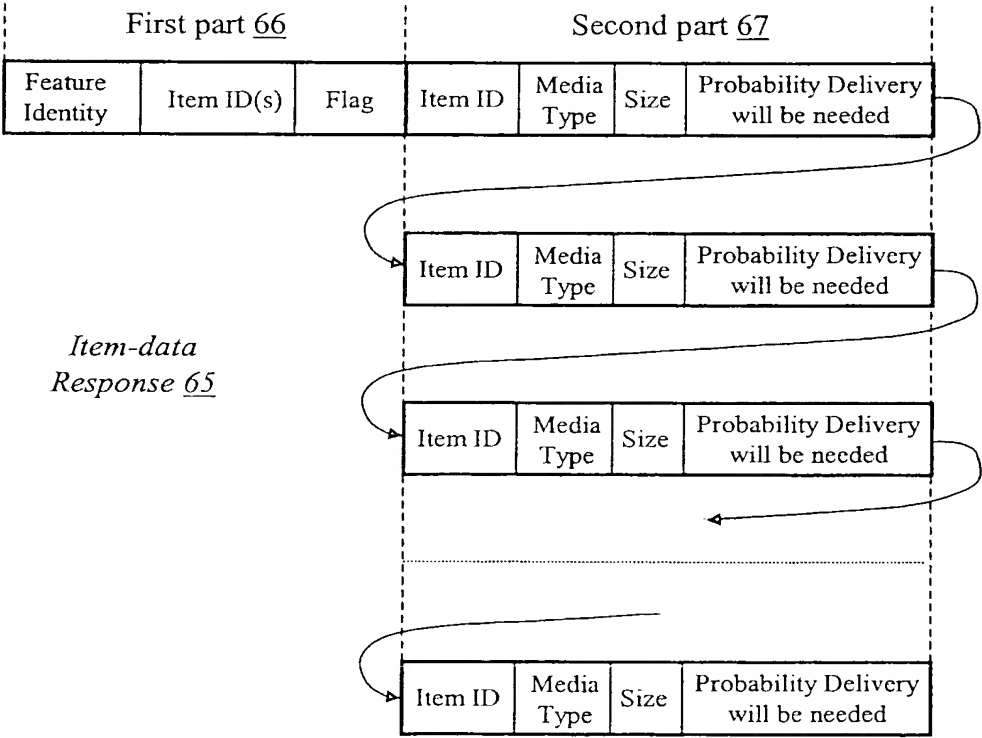 First part 66
Second part 67
Feature Identity
Item ID(s)
Flag
Item ID
Media Type
Size
Probability Delivery will be needed
Item ID
Media Type
Size
Probability Delivery will be needed
Item-data
Response 65
Item ID
Media Type
Size
Probability Delivery will be needed
Item ID
Media Type
Size
Probability Delivery will be needed